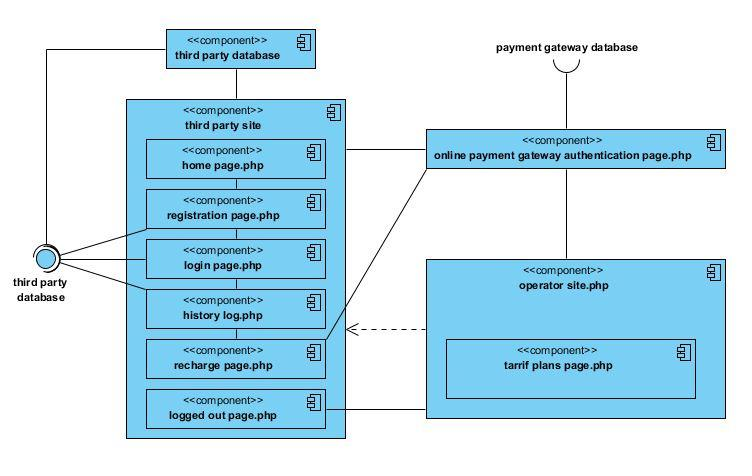 <<component>>
third party database
payment gateway database
<<component>>
third party site
<<component>>
home page.php
<<component>>
registration page.php
<<component>>
login page.php
<<component>>
history log.php
<<component>>
recharge page.php
<<component>>
logged out page.php
third party
database
<<component>>
online payment gateway authentication page.php
<<component>>
operator site.php
<<component>>
tarrif plans page.php